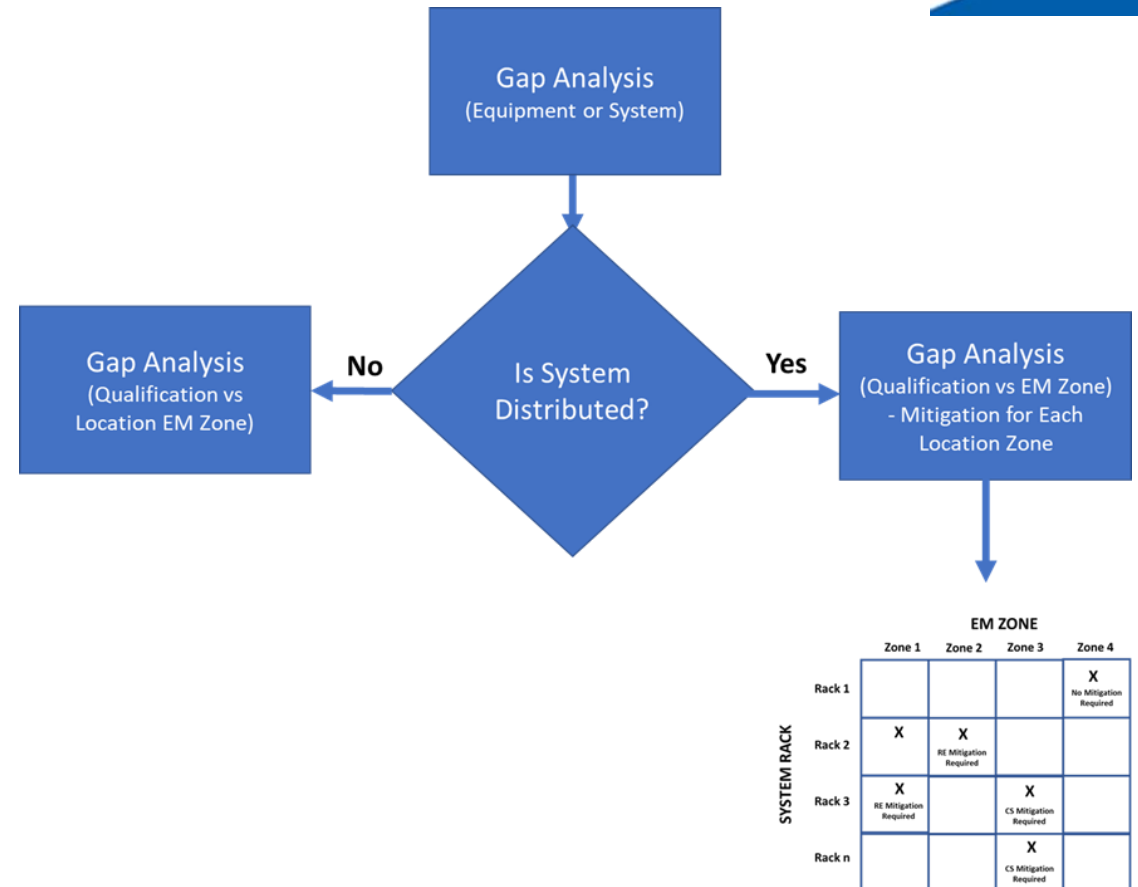 Gap Analysis
(Equipment or System)
Is System
Distributed?
No
Yes
Gap Analysis
(Qualification vs
Location EM Zone)
Gap Analysis
(Qualification vs EM Zone)
- Mitigation for Each
Location Zone
EM ZONE
Zone 1 Zone 2 Zone 3 Zone 4
SYSTEM RACK
Rack 1
X
No Mitigation
Required
Rack 2
X
X
RE Mitigation
Required
Rack 3
X
RE Mitigation
Required
X
CS Mitigation
Required
Rack n
X
CS Mitigation
Required